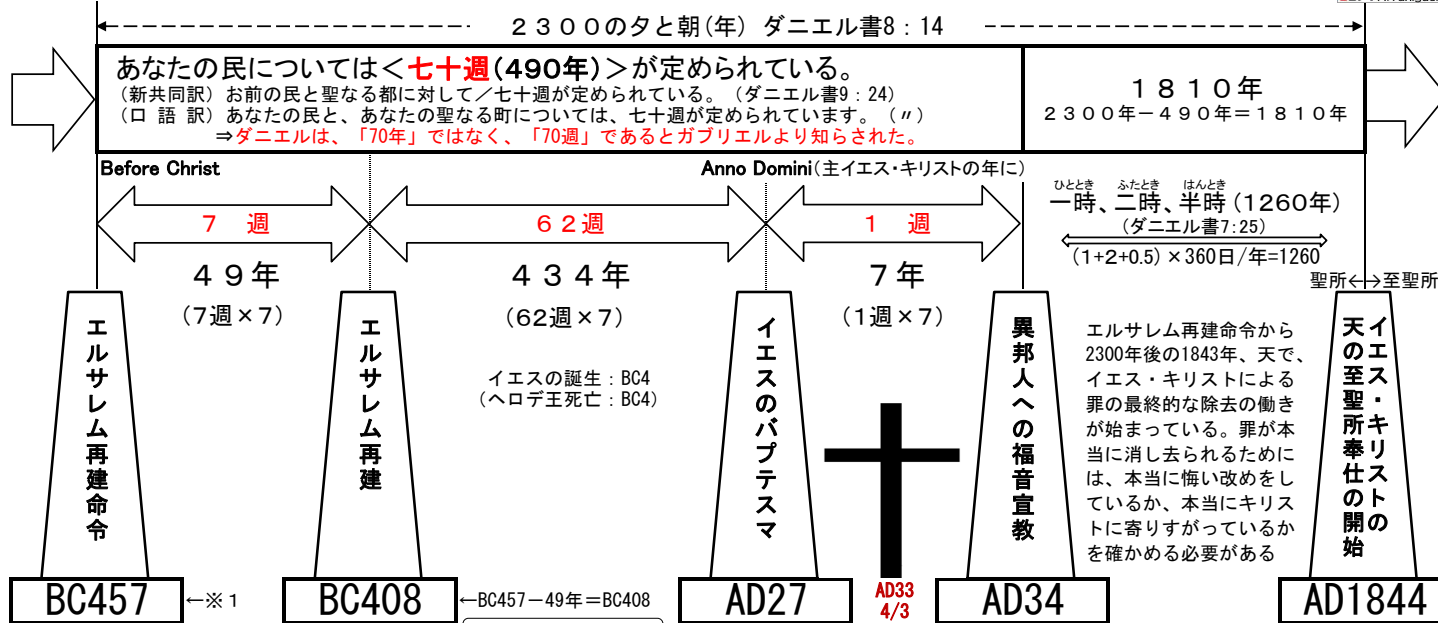 2300の夕と朝(年) ダニエル書8:14
あなたの民については<七十週(490年)>が定められている。
(新共同訳) お前の民と聖なる都に対して/七十週が定められている。(ダニエル書9:24)
(口 語 訳) あなたの民と、あなたの聖なる町については、七十週が定められています。(〃)
⇒ダニエルは、「70年」ではなく、「70週」であるとガブリエルより知らされた。
1810年
2300年-490年=1810年
Before Christ
Anno Domini(主イエス・キリストの年に)
7 週
62週
1 週
49年
(7週×7)
434年
(62週×7)
7年
(1週×7)
ひととき ふたとき はんとき
一時、二時、半時(1260年)
(ダニエル書7:25)
(1+2+0.5)×360日/年=1260
聖所←→至聖所
イエスの誕生:BC4
(ヘロデ王死亡:BC4)
エルサレム再建命令
エルサレム再建
イエスのバプテスマ
異邦人への福音宣教
エルサレム再建命令から
2300年後の1843年、天で、
イエス・キリストによる
罪の最終的な除去の働き
が始まっている。罪が本
当に消し去られるために
は、本当に悔い改めをし
ているか、本当にキリス
トに寄りすがっているか
を確かめる必要がある
イエス・キリストの
天の至聖所奉仕の開始
BC457
←※1
BC408
←BC457-49年=BC408
AD27
AD33
4/3
AD34
AD1844